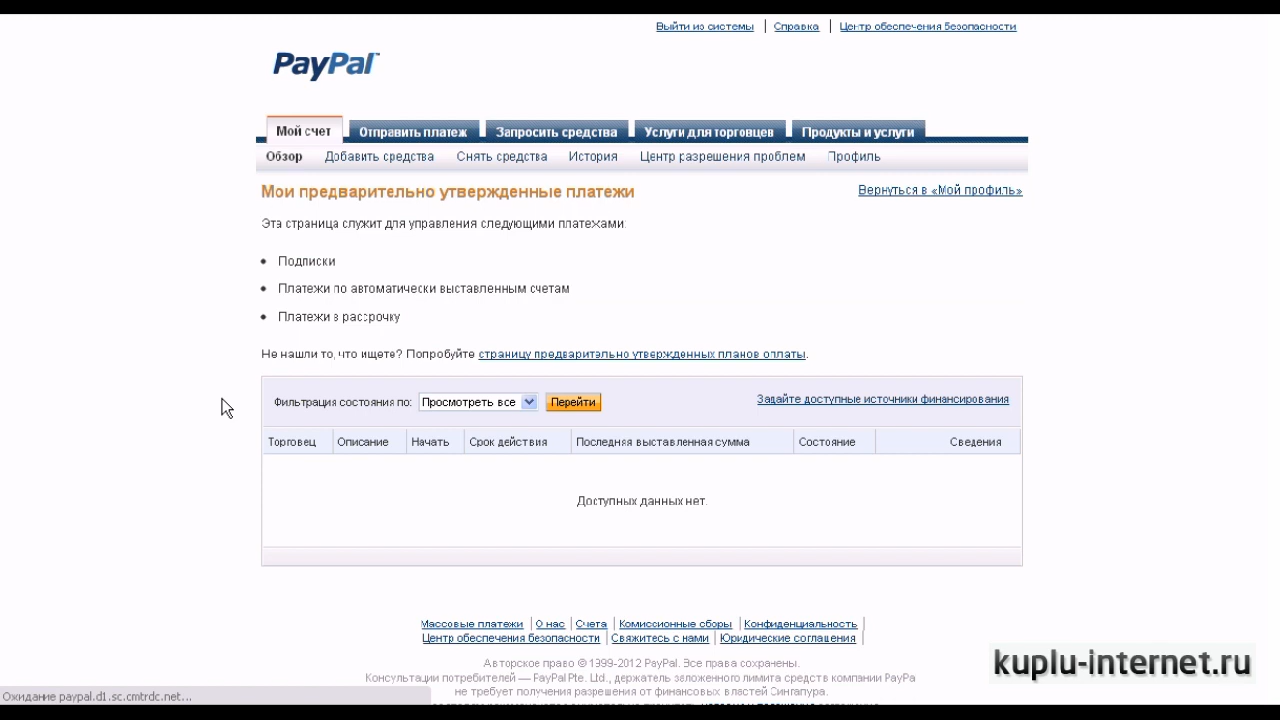 Выйти из системы | Справка | Центр обеспечения безопасности
PayPal™
Мой счет Отправить платеж Запросить средства Услуги для торговцев Продукты и услуги
Обзор Добавить средства Снять средства История Центр разрешения проблем Профиль
Мои предварительно утвержденные платежи Вернуться в «Мой профиль»
Эта страница служит для управления следующими платежами:
• Подписки
• Платежи по автоматически выставленным счетам
• Платежи в рассрочку
Не нашли то, что ищете? Попробуйте страницу предварительно утвержденных планов оплаты.
Фильтрация состояния по: Просмотреть все Перейти Задайте доступные источники финансирования
Торговец Описание Начать Срок действия Последняя выставленная сумма Состояние Сведения
Доступных данных нет.
Массовые платежи | О нас | Счета | Комиссионные сборы | Конфиденциальность |
Центр обеспечения безопасности | Свяжитесь с нами | Юридические соглашения |
Авторское право © 1999-2012 PayPal. Все права сохранены.
Консультации потребителей — PayPal Pte. Ltd., держатель заложенного лимита средств компании PayPa
не требует получения разрешения от финансовых властей Сингапура.
kuplu-internet.ru
Ожидание paypal.d1.sc.cmtrdc.net...